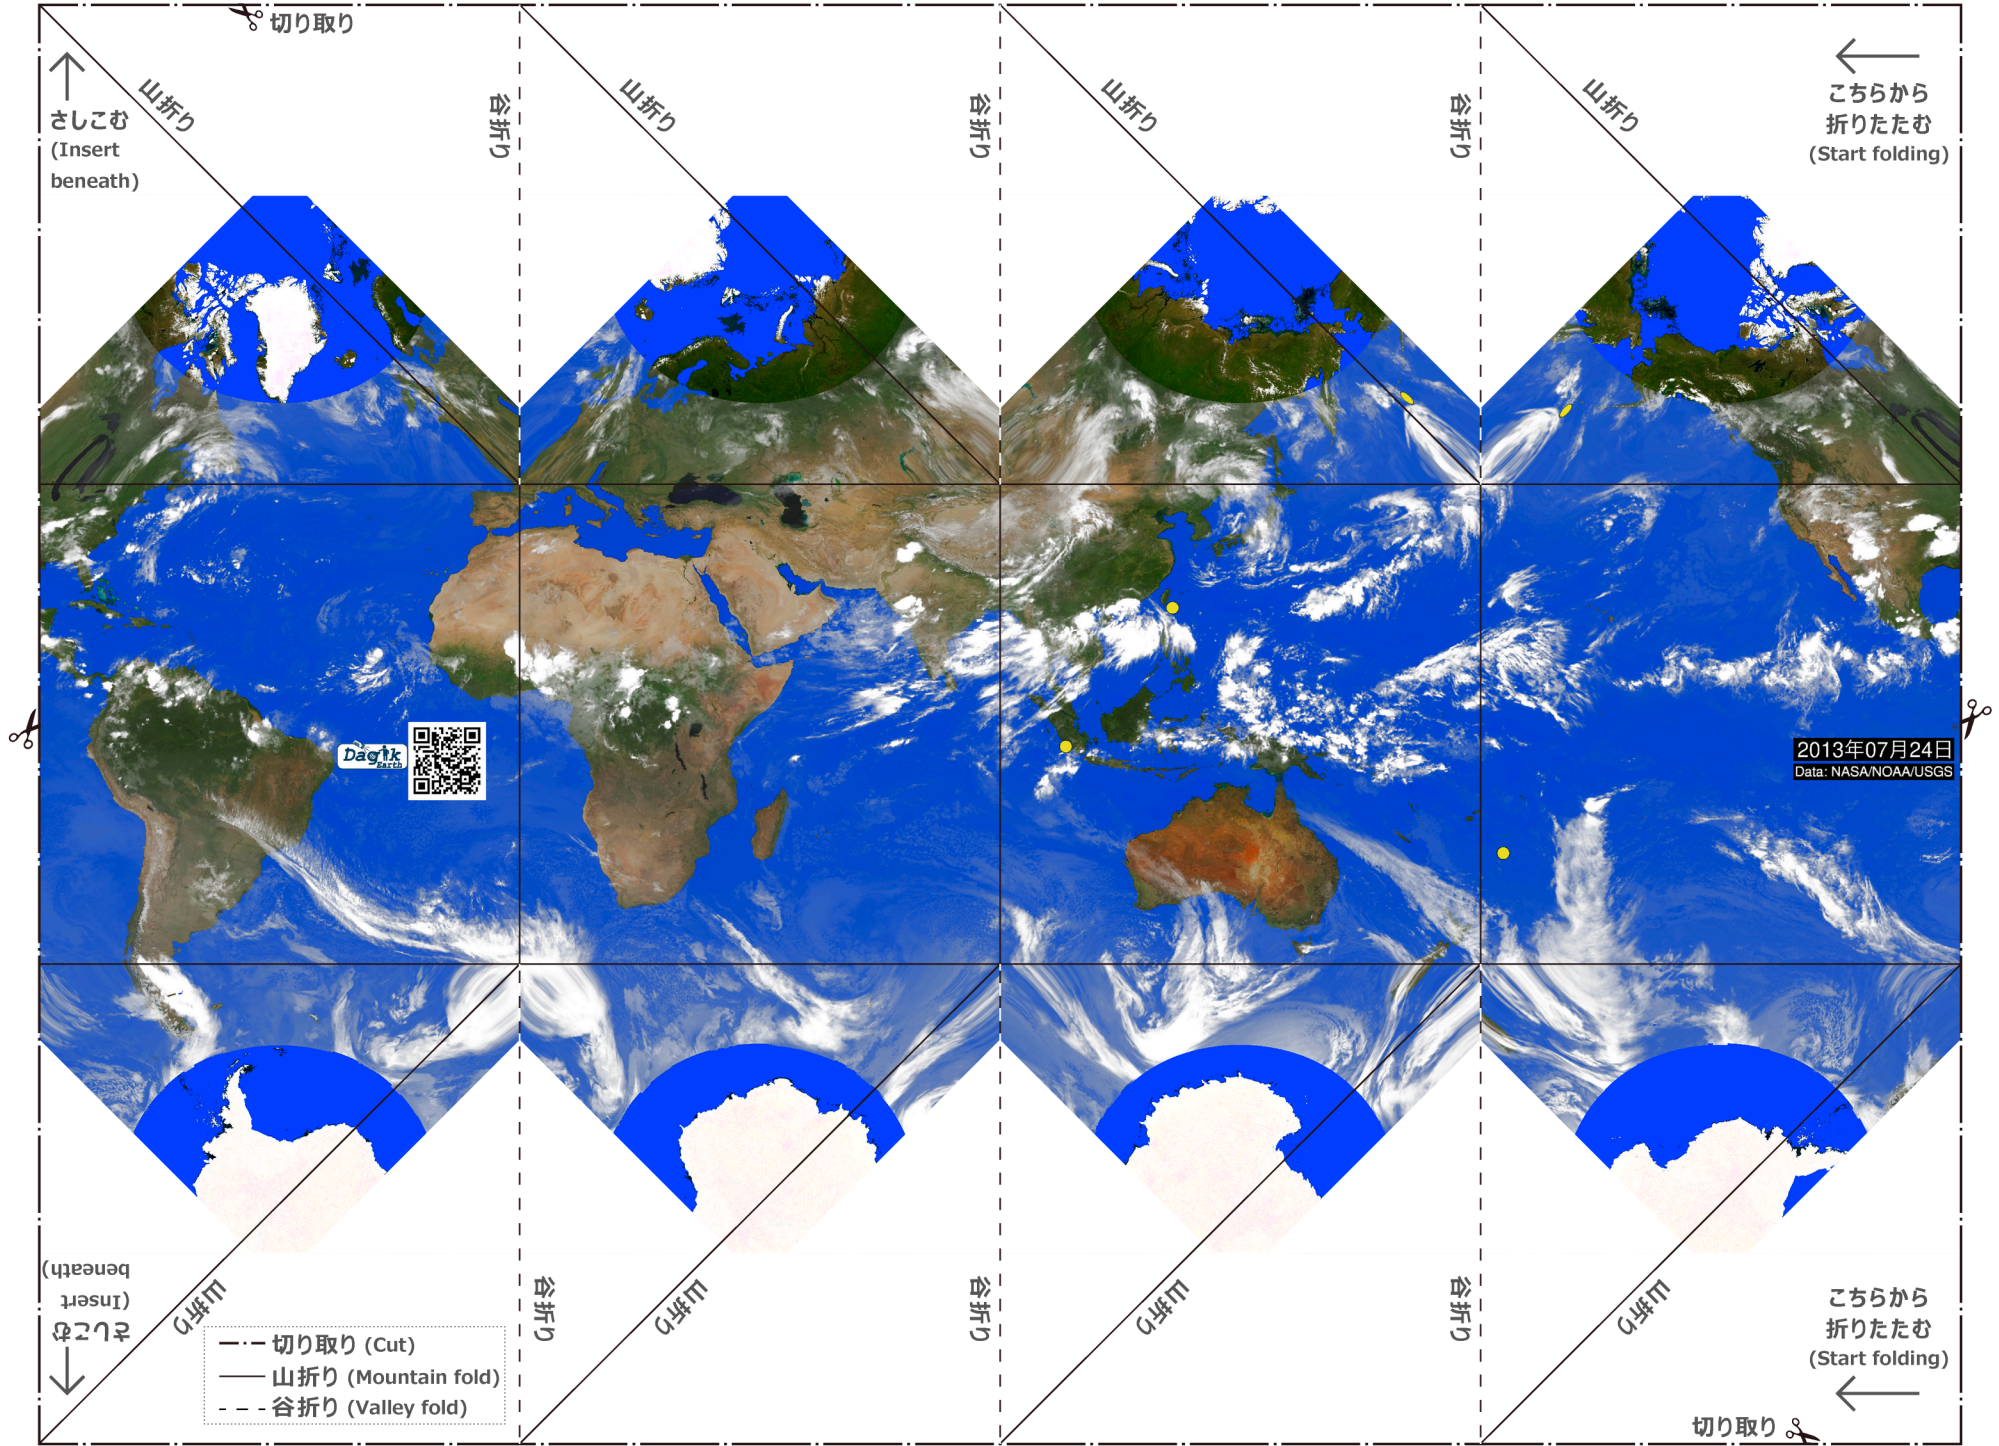 切り取り
さしこむ
(Insert
beneath)
山折り
谷折り
山折り
谷折り
山折り
谷折り
山折り
こちらから
折りたたむ
(Start folding)
Dagik
Earth
2013年07月24日
Data: NASA/NOAA/USGS
さしこむ
(Insert
beneath)
山折り
谷折り
山折り
谷折り
山折り
谷折り
山折り
こちらから
折りたたむ
(Start folding)
切り取り (Cut)
山折り (Mountain fold)
谷折り (Valley fold)
切り取り